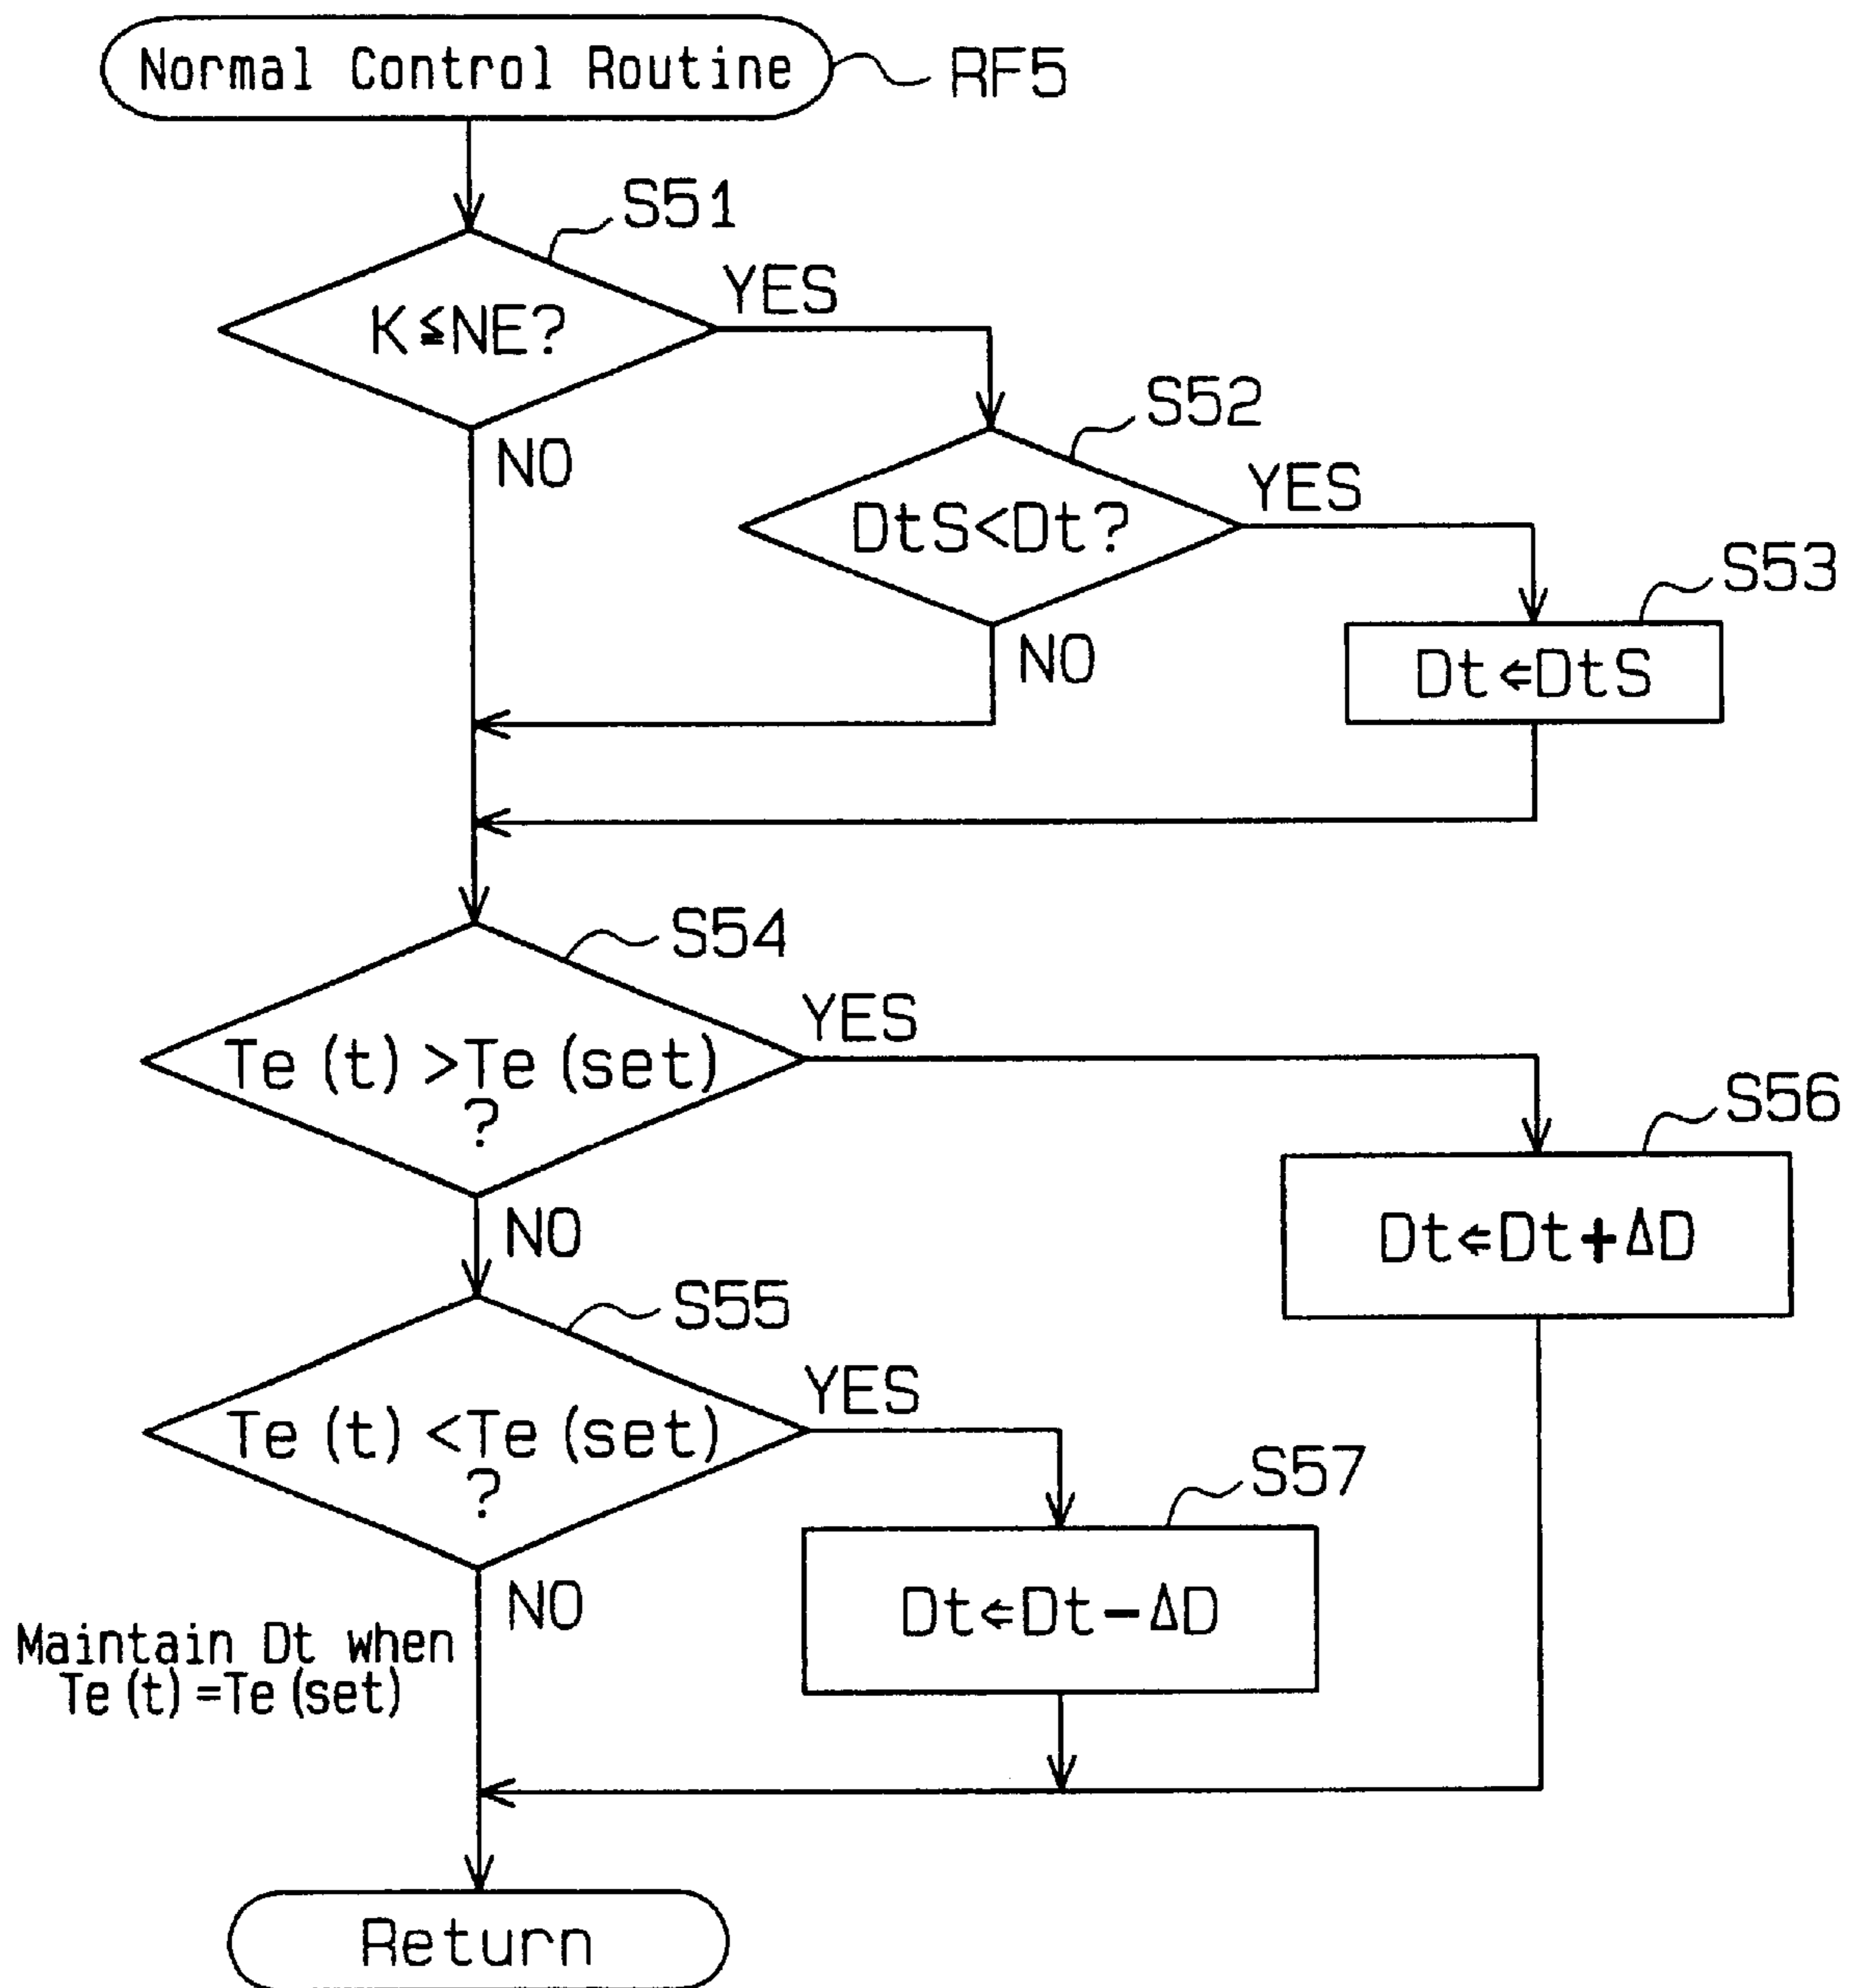 Normal Control Routine
RF5
S51
K≦NE?
YES
NO
S52
DtS<Dt?
YES
NO
S53
Dt⇐DtS
S54
Te(t)>Te(set)
?
YES
NO
S56
Dt⇐Dt+ΔD
S55
Te(t)<Te(set)
?
YES
NO
S57
Dt⇐Dt-ΔD
Maintain Dt when
Te(t)=Te(set)
Return